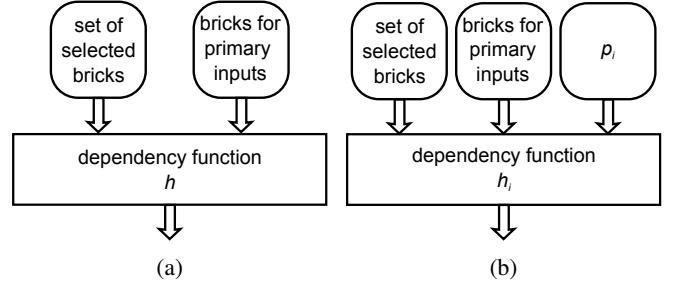 set of
selected
bricks
bricks for
primary
inputs
dependency function
h
(a)
set of
selected
bricks
bricks for
primary
inputs
pᵢ
dependency function
hᵢ
(b)